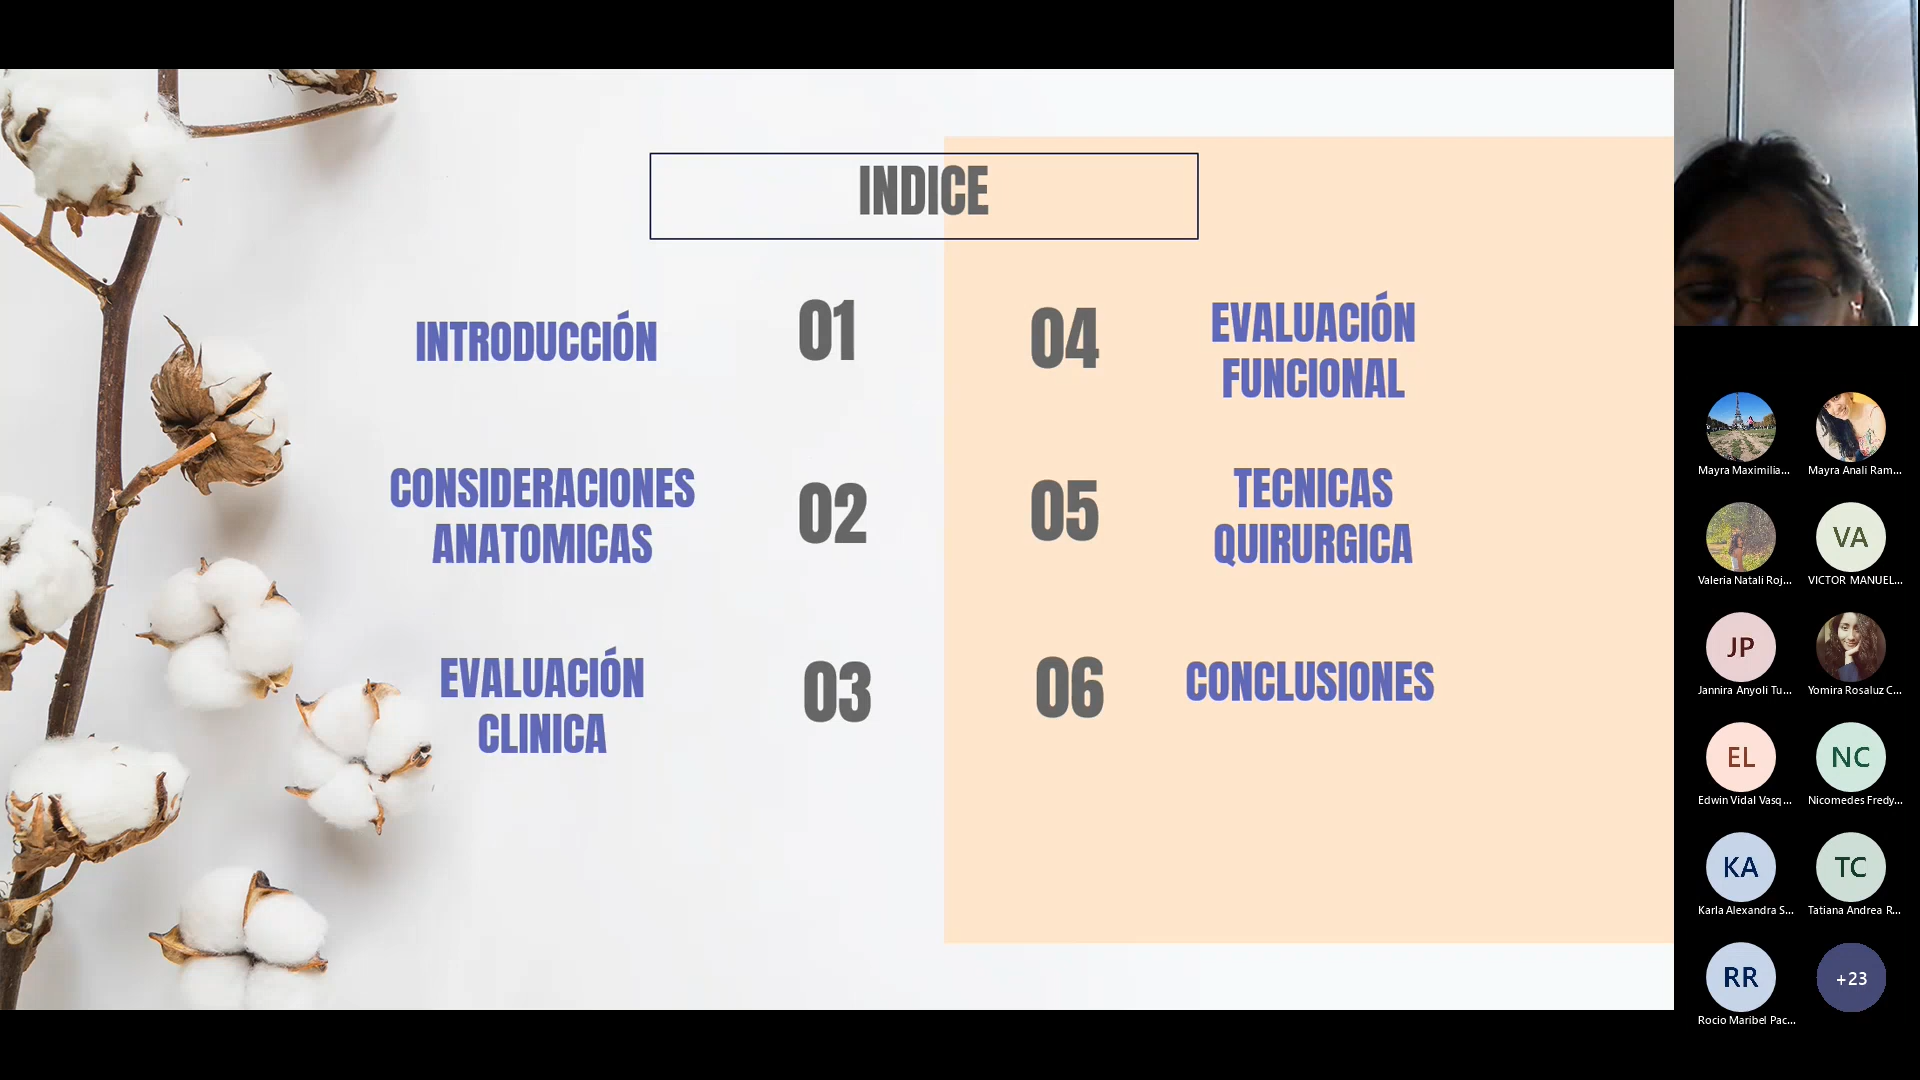 INDICE
INTRODUCCIÓN
01
CONSIDERACIONES
ANATOMICAS
02
EVALUACIÓN
CLINICA
03
04
EVALUACIÓN
FUNCIONAL
05
TECNICAS
QUIRURGICA
06
CONCLUSIONES
Mayra Maximilia...
Mayra Anali Ram...
Valeria Natali Roj...
VA
VICTOR MANUEL...
JP
Jannira Anyoli Tu...
Yomira Rosaluz C...
EL
Edwin Vidal Vasq...
NC
Nicomedes Fredy...
KA
Karla Alexandra S...
TC
Tatiana Andrea R...
RR
Rocio Maribel Pac...
+23